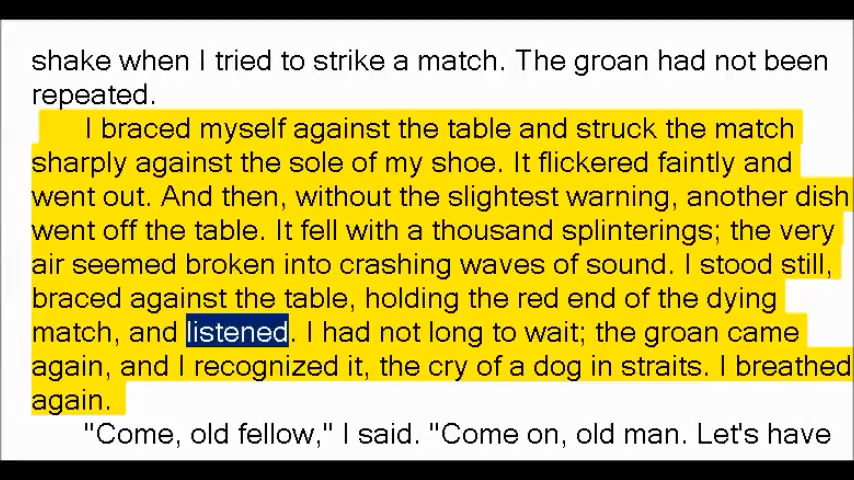 shake when I tried to strike a match. The groan had not been
repeated.
I braced myself against the table and struck the match
sharply against the sole of my shoe. It flickered faintly and
went out. And then, without the slightest warning, another dish
went off the table. It fell with a thousand splinterings; the very
air seemed broken into crashing waves of sound. I stood still,
braced against the table, holding the red end of the dying
match, and listened. I had not long to wait; the groan came
again, and I recognized it, the cry of a dog in straits. I breathed
again.
"Come, old fellow," I said. "Come on, old man. Let's have